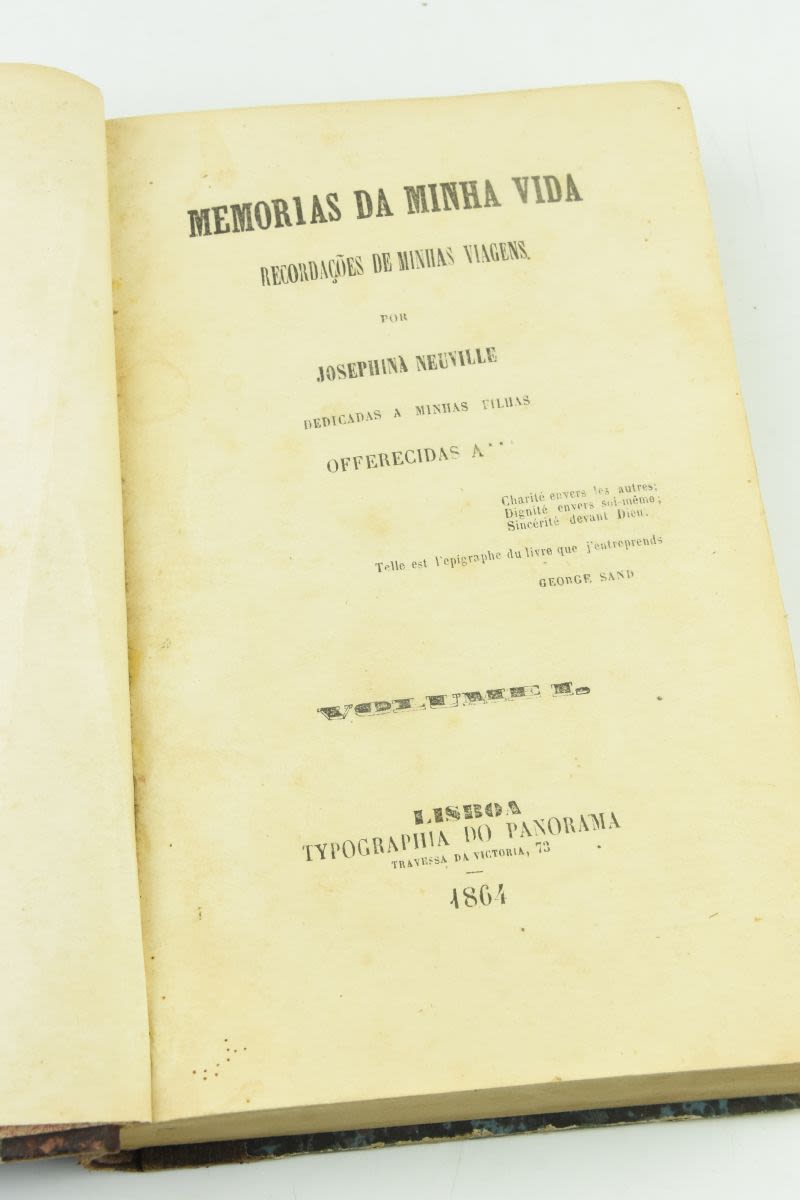 MEMORIAS DA MINHA VIDA
RECORDAÇÕES DE MINHAS VIAGENS.
POR
JOSEPHINA NEUVILLE
DEDICADAS A MINHAS FILHAS
OFFERECIDAS A***
Charité envers les autres;
Dignité envers soi-même;
Sincérité devant Dieu.
Telle est l'epigraphe du livre que j'entreprends
GEORGE SAND
VOLUME I.
LISBOA
TYPOGRAPHIA DO PANORAMA
TRAVESSA DA VICTORIA, 73
1864